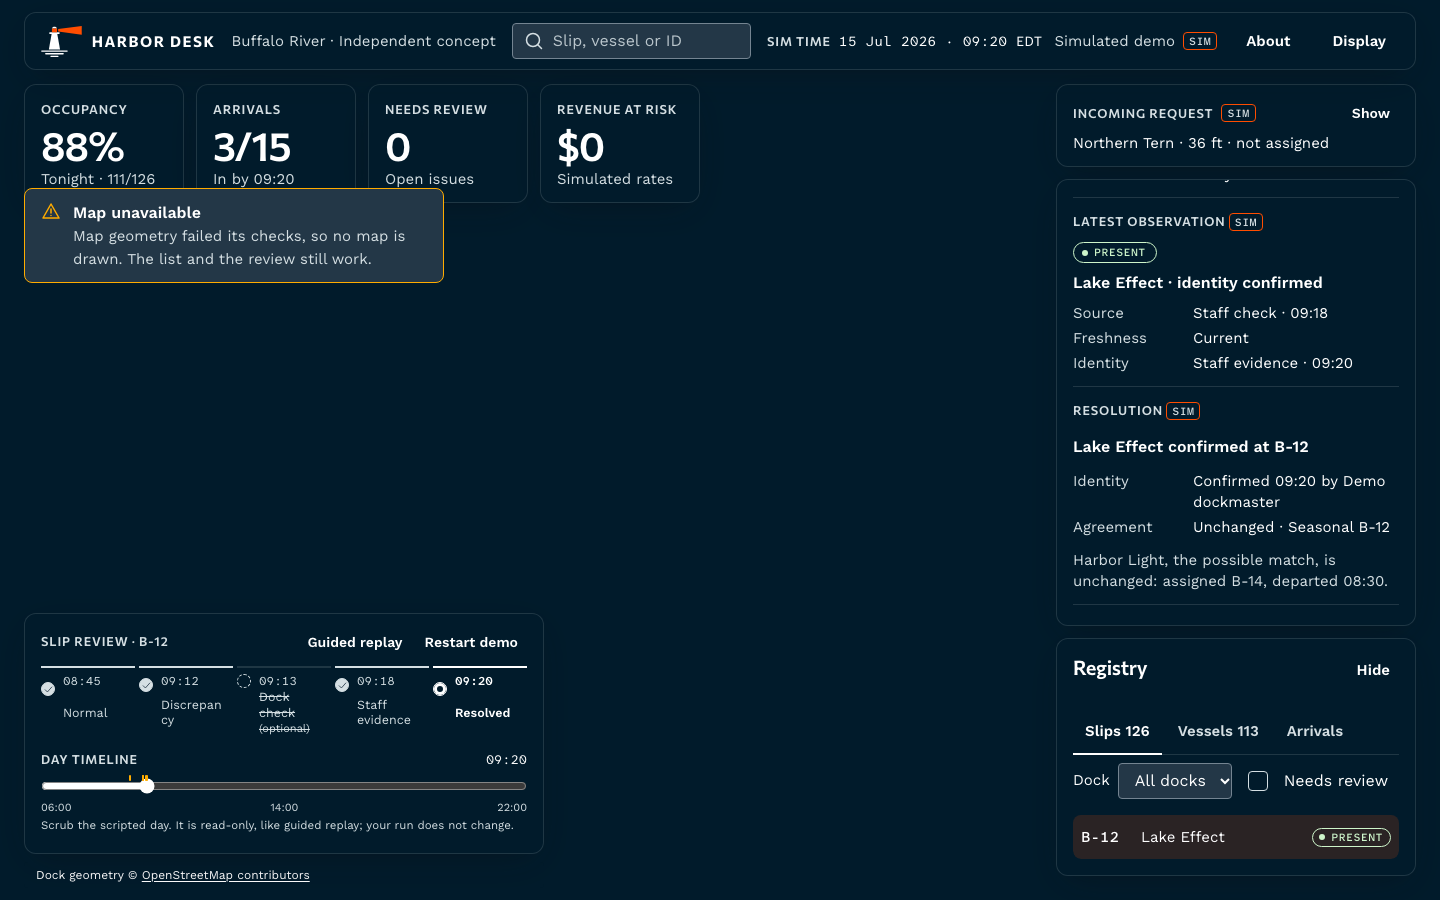 HARBOR DESK
Buffalo River · Independent concept
Slip, vessel or ID
SIM TIME 15 Jul 2026 · 09:20 EDT
Simulated demo SIM
About
Display
OCCUPANCY
88%
Tonight · 111/126
ARRIVALS
3/15
In by 09:20
NEEDS REVIEW
0
Open issues
REVENUE AT RISK
$0
Simulated rates
Map unavailable
Map geometry failed its checks, so no map is
drawn. The list and the review still work.
INCOMING REQUEST SIM
Show
Northern Tern · 36 ft · not assigned
LATEST OBSERVATION SIM
PRESENT
Lake Effect · identity confirmed
Source Staff check · 09:18
Freshness Current
Identity Staff evidence · 09:20
RESOLUTION SIM
Lake Effect confirmed at B-12
Identity Confirmed 09:20 by Demo
dockmaster
Agreement Unchanged · Seasonal B-12
Harbor Light, the possible match, is
unchanged: assigned B-14, departed 08:30.
SLIP REVIEW · B-12
Guided replay
Restart demo
08:45
Normal
09:12
Discrepan
cy
09:13
Dock
check
(optional)
09:18
Staff
evidence
09:20
Resolved
DAY TIMELINE 09:20
06:00 14:00 22:00
Scrub the scripted day. It is read-only, like guided replay; your run does not change.
Registry
Hide
Slips 126 Vessels 113 Arrivals
Dock All docks Needs review
B-12 Lake Effect PRESENT
Dock geometry © OpenStreetMap contributors